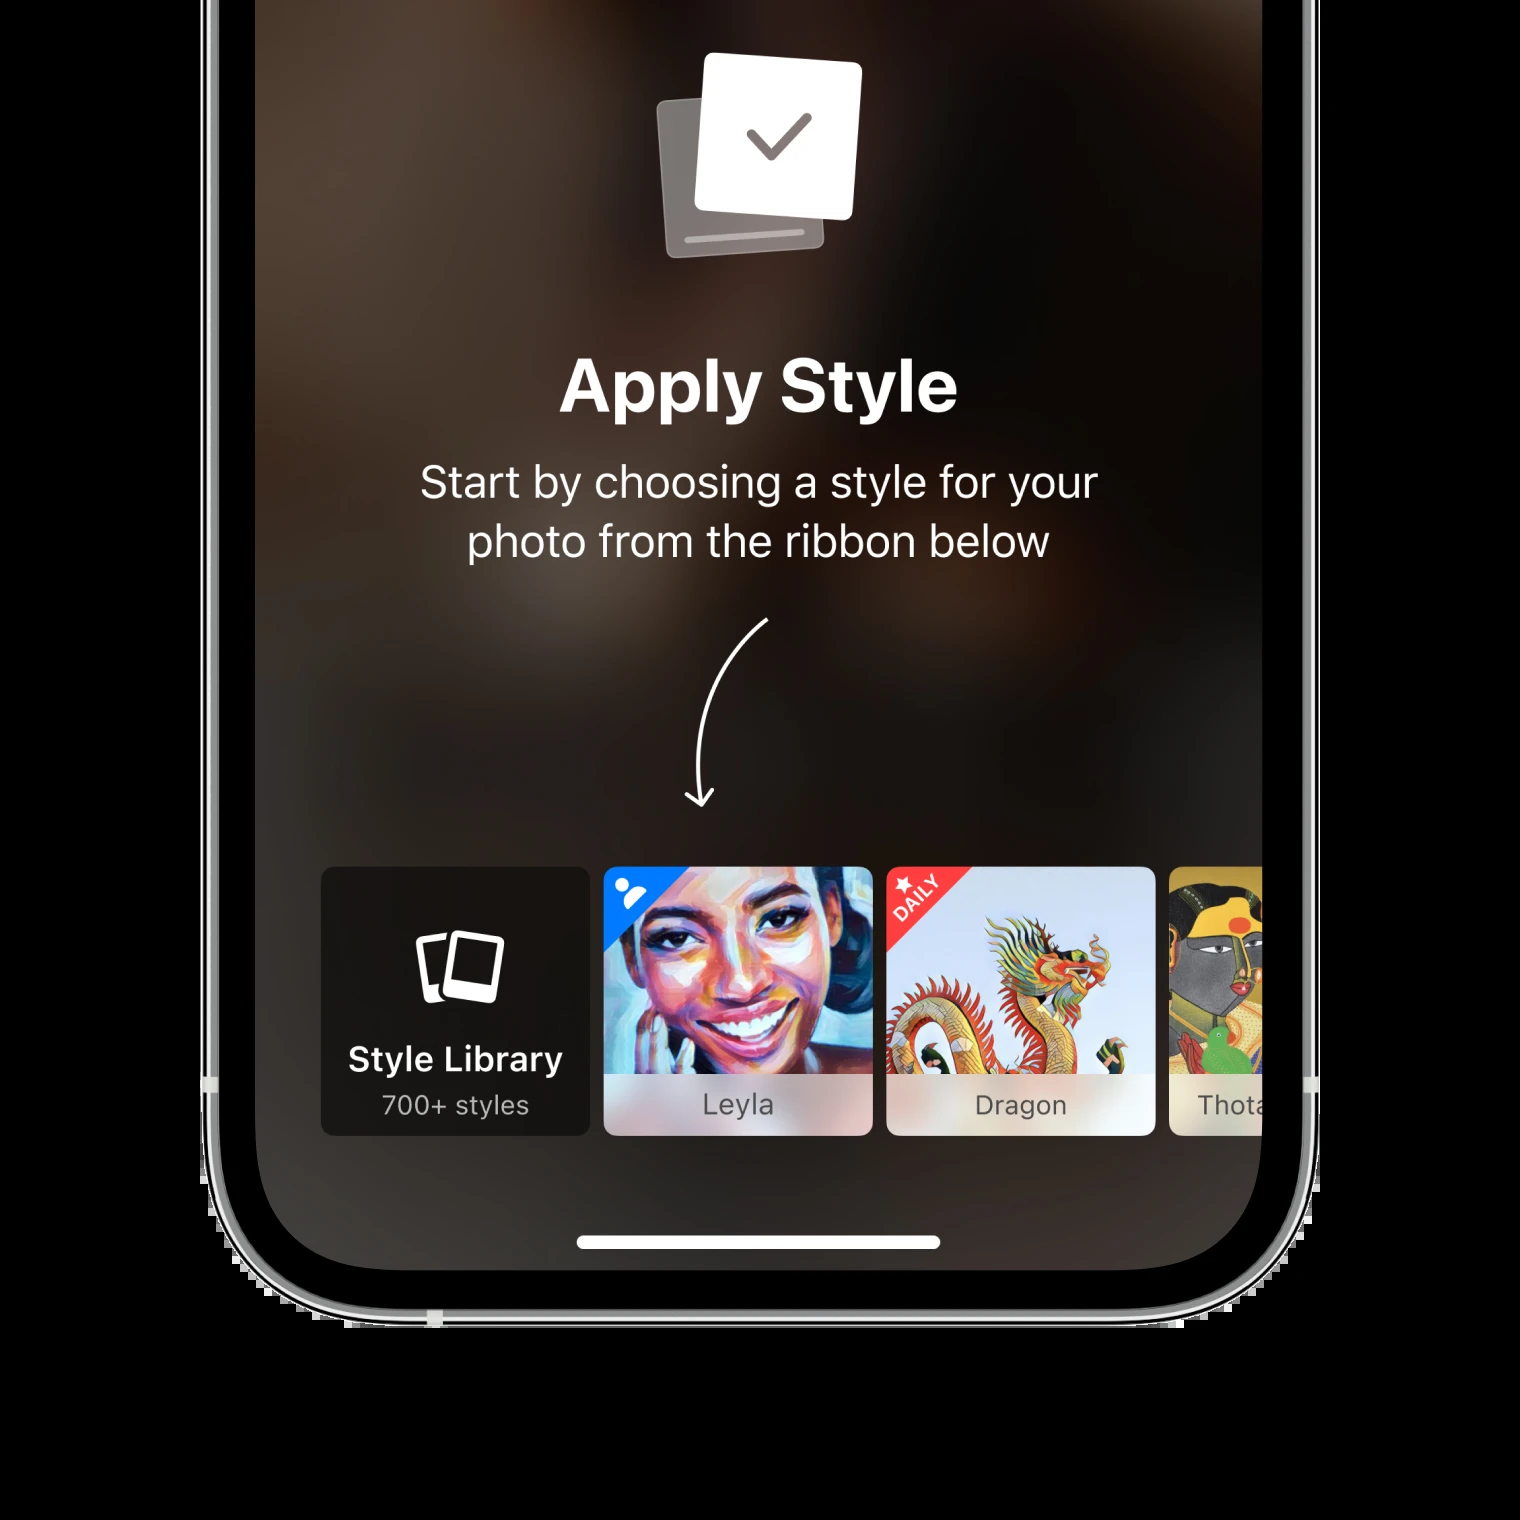 Apply Style
Start by choosing a style for your
photo from the ribbon below
DAILY
Style Library
700+ styles
Leyla
Dragon
Thota